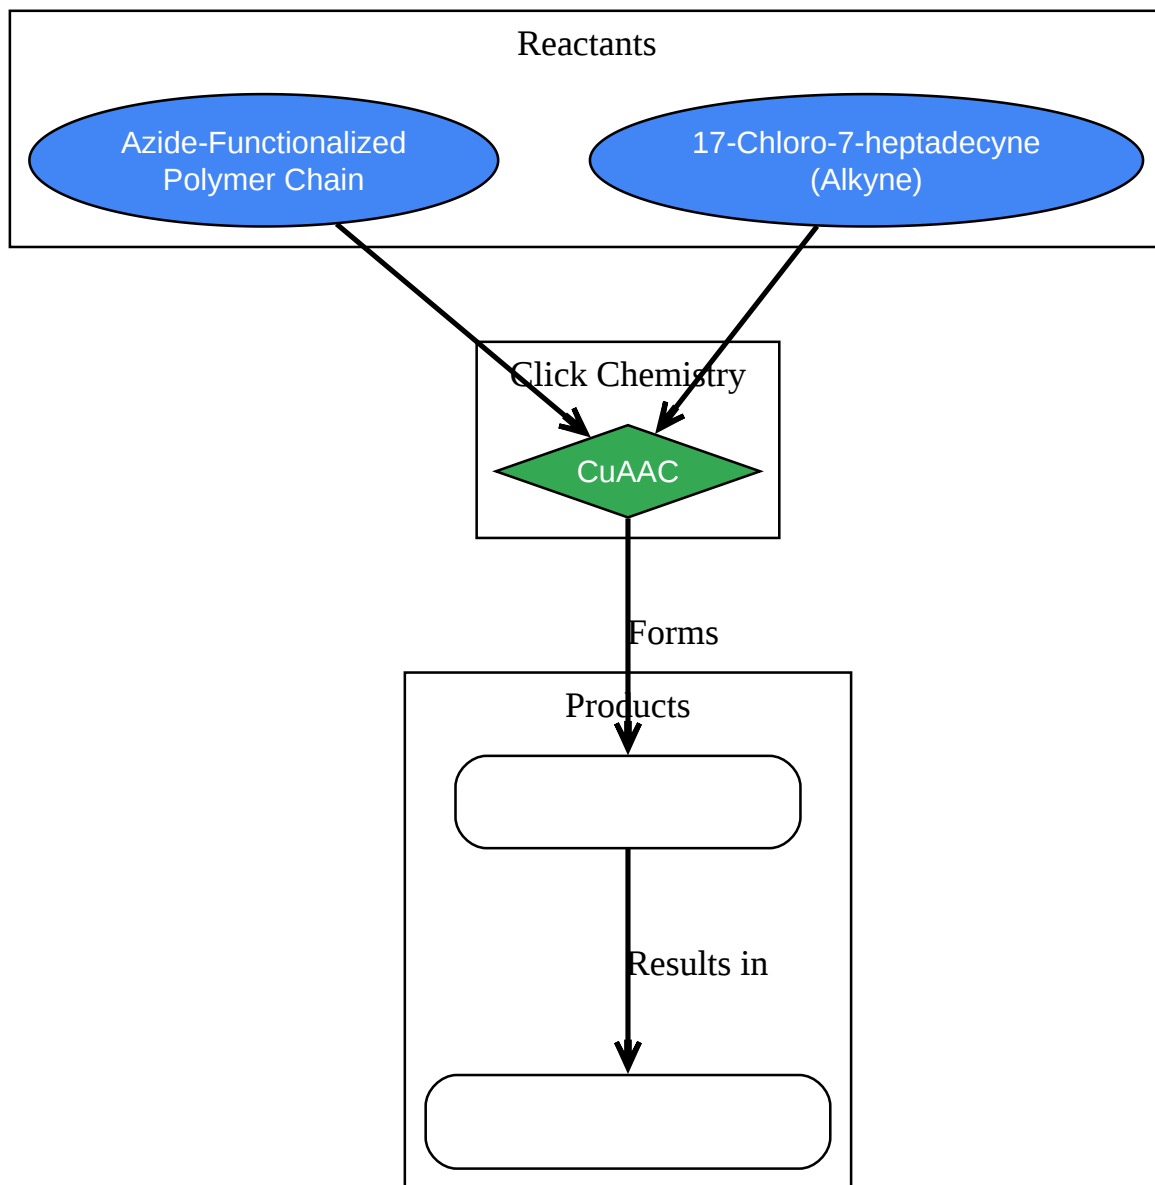 Reactants
Azide-Functionalized
Polymer Chain
17-Chloro-7-heptadecyne
(Alkyne)
Click Chemistry
CuAAC
Forms
Products
Results in